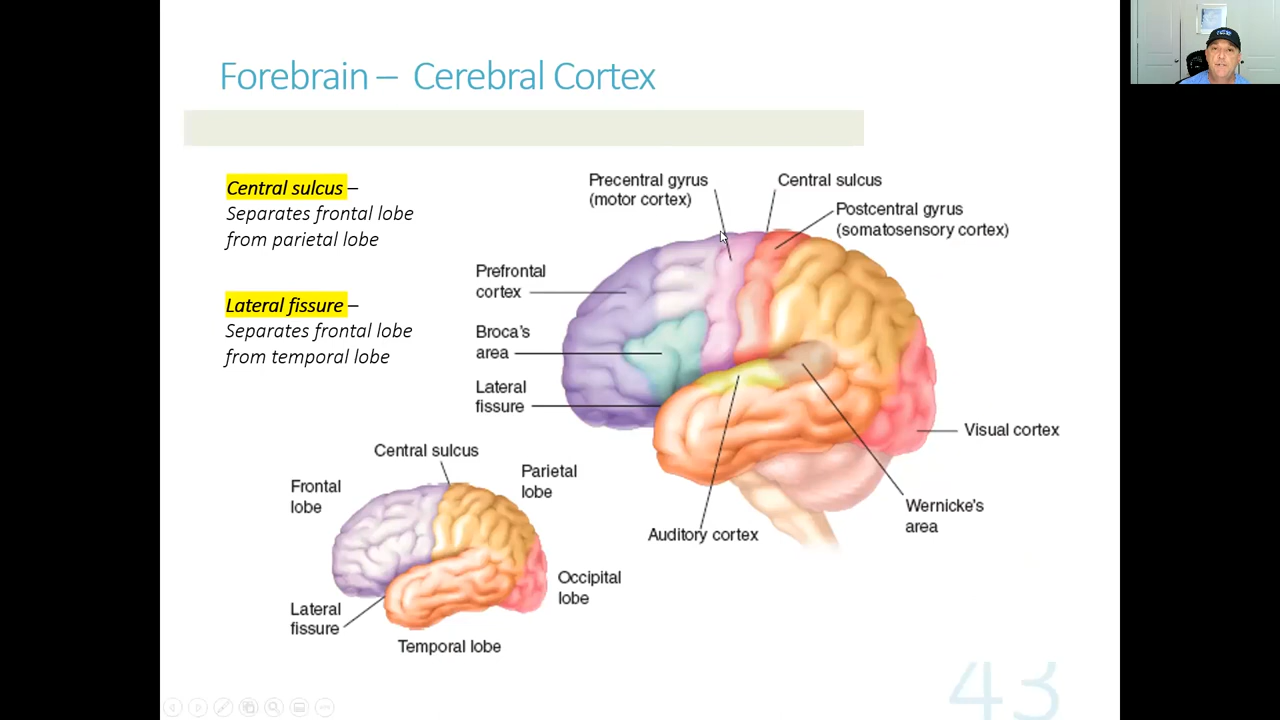 Forebrain – Cerebral Cortex
Central sulcus –
Separates frontal lobe
from parietal lobe
Lateral fissure –
Separates frontal lobe
from temporal lobe
Precentral gyrus
(motor cortex)
Central sulcus
Postcentral gyrus
(somatosensory cortex)
Prefrontal
cortex
Broca's
area
Lateral
fissure
Visual cortex
Wernicke's
area
Auditory cortex
Central sulcus
Parietal
lobe
Frontal
lobe
Occipital
lobe
Lateral
fissure
Temporal lobe
43